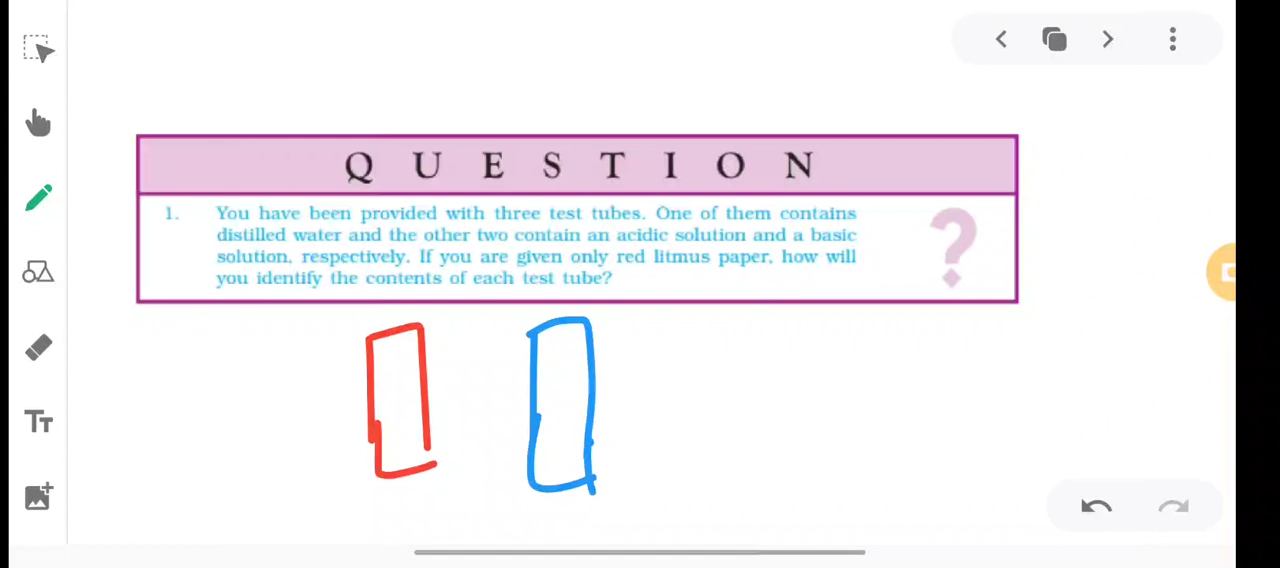 QUESTION
1. You have been provided with three test tubes. One of them contains
distilled water and the other two contain an acidic solution and a basic
solution, respectively. If you are given only red litmus paper, how will
you identify the contents of each test tube?
?
TT